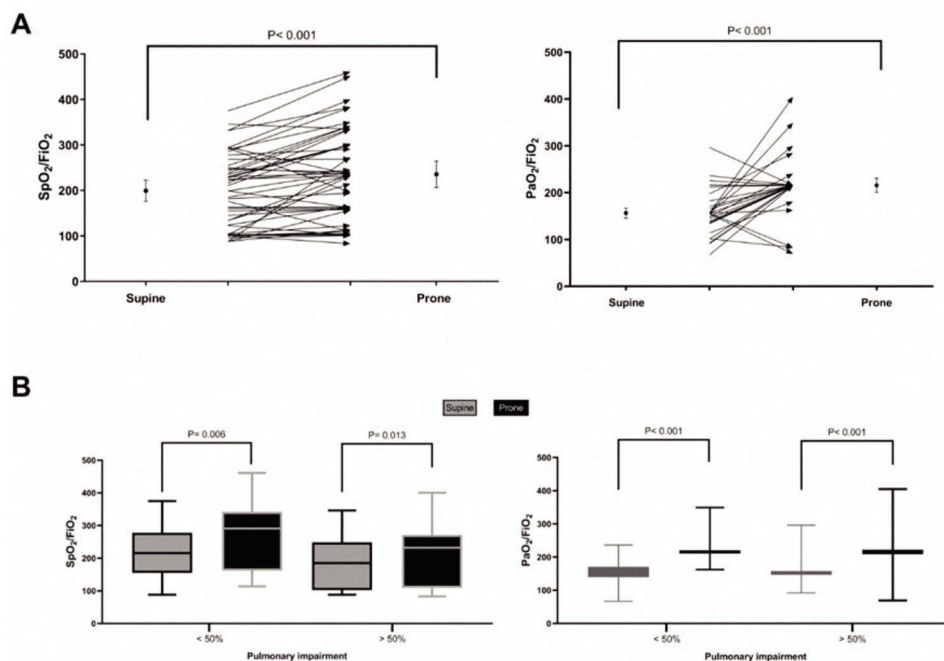 A
P< 0.001
500
400
300
200
100
0
SpO₂/FiO₂
Supine
Prone
P< 0.001
500
400
300
200
100
0
PaO₂/FiO₂
Supine
Prone
B
Supine
Prone
P= 0.006
P= 0.013
500
400
300
200
100
0
SpO₂/FiO₂
< 50%
> 50%
Pulmonary impairment
P< 0.001
P< 0.001
500
400
300
200
100
0
PaO₂/FiO₂
< 50%
> 50%
Pulmonary impairment